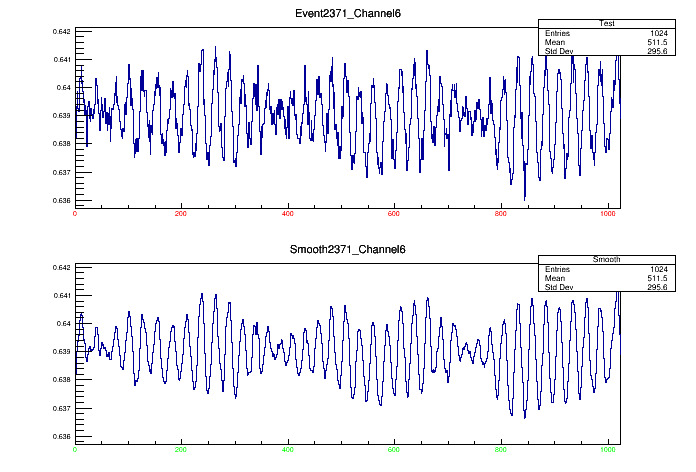 Event2371_Channel6
Test
Entries 1024
Mean 511.5
Std Dev 295.6
0.642
0.641
0.64
0.639
0.638
0.637
0.636
0 200 400 600 800 1000
Smooth2371_Channel6
Smooth
Entries 1024
Mean 511.5
Std Dev 295.6
0.642
0.641
0.64
0.639
0.638
0.637
0.636
0 200 400 600 800 1000